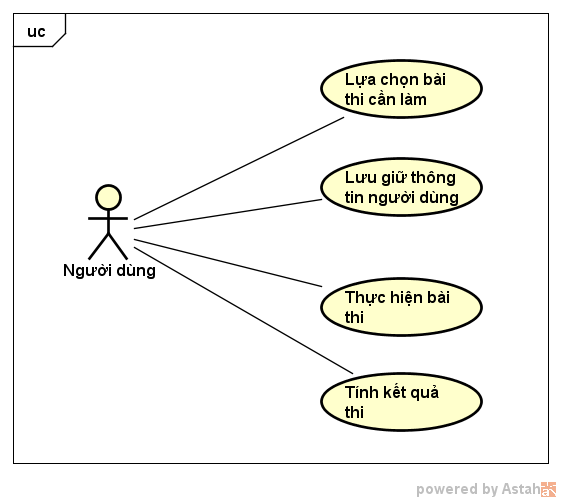 uc
Lựa chọn bài
thi cần làm
Lưu giữ thông
tin người dùng
Người dùng
Thực hiện bài
thi
Tính kết quả
thi
powered by Astah